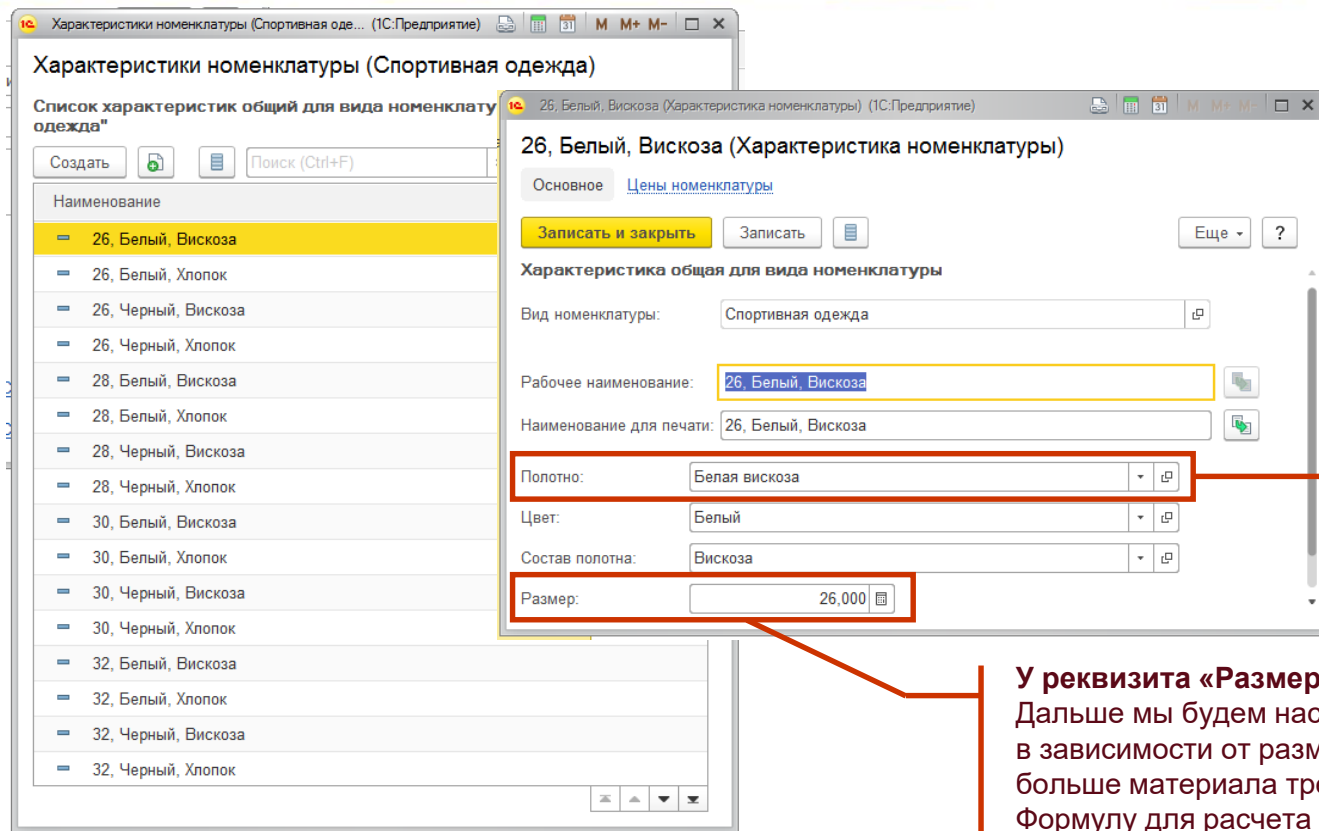 Характеристики номенклатуры (Спортивная оде... (1С:Предприятие) 31 M M+ M-
Характеристики номенклатуры (Спортивная одежда)
Список характеристик общий для вида
одежда"
Создать Поиск (Ctrl+F)
Наименование
26, Белый, Вискоза
26, Белый, Хлопок
26, Черный, Вискоза
26, Черный, Хлопок
28, Белый, Вискоза
28, Белый, Хлопок
28, Черный, Вискоза
28, Черный, Хлопок
30, Белый, Вискоза
30, Белый, Хлопок
30, Черный, Вискоза
30, Черный, Хлопок
32, Белый, Вискоза
32, Белый, Хлопок
32, Черный, Вискоза
32, Черный, Хлопок
26, Белый, Вискоза (Характеристика номенклатуры) (1С:Предприятие) 31 M M+ M-
26, Белый, Вискоза (Характеристика номенклатуры)
Основное Цены номенклатуры
Записать и закрыть Записать Еще ?
Характеристика общая для вида номенклатуры
Вид номенклатуры: Спортивная одежда
Рабочее наименование: 26, Белый, Вискоза
Наименование для печати: 26, Белый, Вискоза
Полотно: Белая вискоза
Цвет: Белый
Состав полотна: Вискоза
Размер: 26,000
У реквизита «Размер
Дальше мы будем
в зависимости от
больше материала
Формулу для расчета